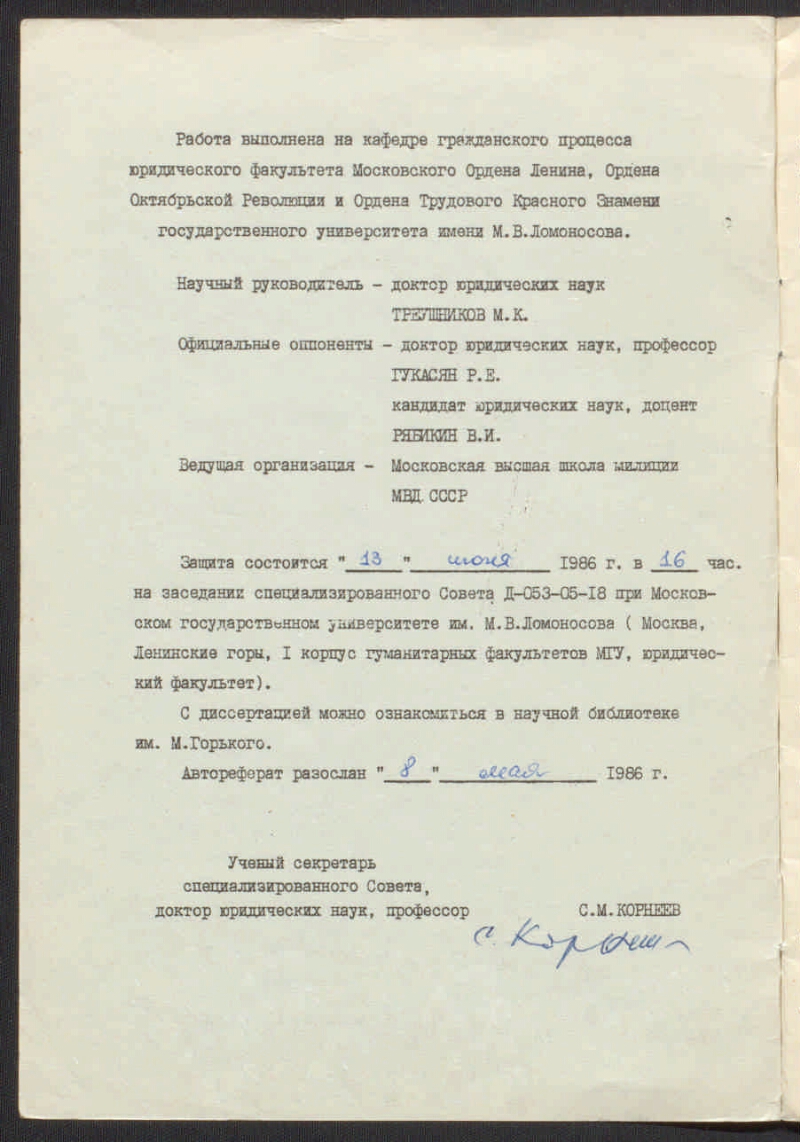 Работа выполнена на кафедре гражданского процесса
юридического факультета Московского Ордена Ленина, Ордена
Октябрьской Революции и Ордена Трудового Красного Знамени
государственного университета имени М.В.Ломоносова.
Научный руководитель – доктор юридических наук
ТРЕУШНИКОВ М.К.
Официальные оппоненты – доктор юридических наук, профессор
ГУКАСЯН Р.Е.
кандидат юридических наук, доцент
РЯБИКИН В.И.
Ведущая организация – Московская высшая школа милиции
МВД СССР
Защита состоится " 13 " июня 1986 г. в 16 час.
на заседании специализированного Совета Д-053-05-18 при Москов-
ском государственном университете им. М.В.Ломоносова ( Москва,
Ленинские горы, I корпус гуманитарных факультетов МГУ, юридичес-
кий факультет).
С диссертацией можно ознакомиться в научной библиотеке
им. М.Горького.
Автореферат разослан " 8 " мая 1986 г.
Ученый секретарь
специализированного Совета,
доктор юридических наук, профессор С.М.КОРНЕЕВ